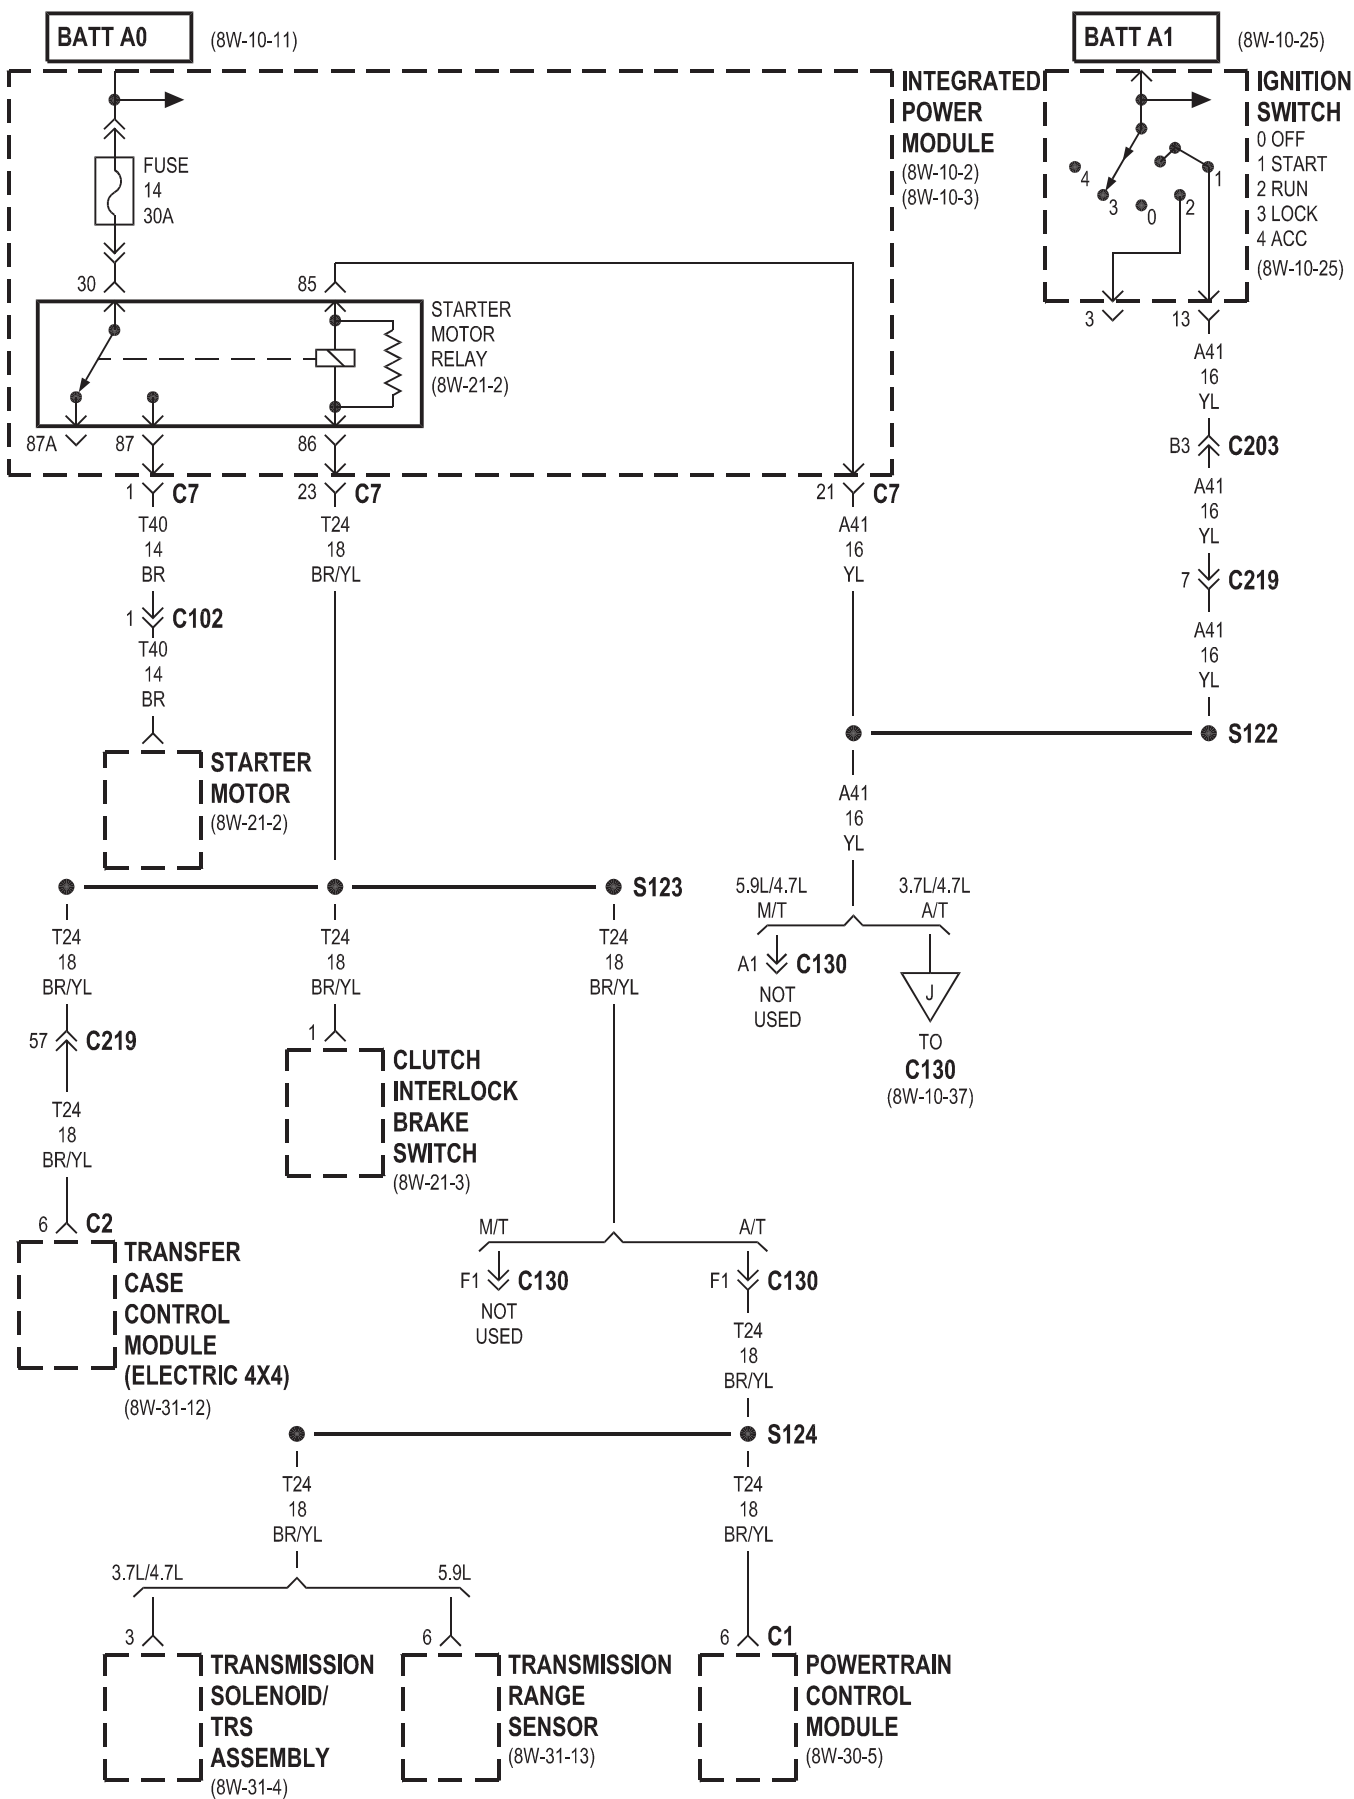 BATT A0
(8W-10-11)
BATT A1
(8W-10-25)
INTEGRATED
POWER
MODULE
(8W-10-2)
(8W-10-3)
IGNITION
SWITCH
0 OFF
1 START
2 RUN
3 LOCK
4 ACC
(8W-10-25)
FUSE
14
30A
4
3
0
2
1
30
85
STARTER
MOTOR
RELAY
(8W-21-2)
87A
87
86
3
13
A41
16
YL
B3
C203
A41
16
YL
7
C219
A41
16
YL
1
C7
23
C7
21
C7
T40
14
BR
T24
18
BR/YL
A41
16
YL
1
C102
T40
14
BR
STARTER
MOTOR
(8W-21-2)
S122
A41
16
YL
5.9L/4.7L
M/T
3.7L/4.7L
A/T
A1
C130
NOT
USED
J
TO
C130
(8W-10-37)
S123
T24
18
BR/YL
T24
18
BR/YL
T24
18
BR/YL
57
C219
T24
18
BR/YL
1
CLUTCH
INTERLOCK
BRAKE
SWITCH
(8W-21-3)
6
C2
TRANSFER
CASE
CONTROL
MODULE
(ELECTRIC 4X4)
(8W-31-12)
M/T
A/T
F1
C130
NOT
USED
F1
C130
T24
18
BR/YL
S124
T24
18
BR/YL
T24
18
BR/YL
3.7L/4.7L
5.9L
3
6
6
C1
TRANSMISSION
SOLENOID/
TRS
ASSEMBLY
(8W-31-4)
TRANSMISSION
RANGE
SENSOR
(8W-31-13)
POWERTRAIN
CONTROL
MODULE
(8W-30-5)